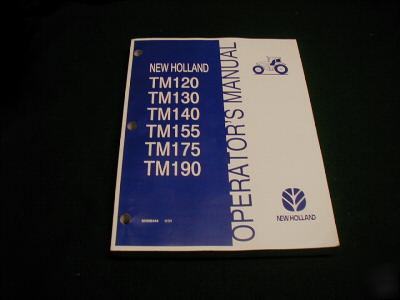 NEW HOLLAND
TM120
TM130
TM140
TM155
TM175
TM190
OPERATOR'S MANUAL
NEW HOLLAND